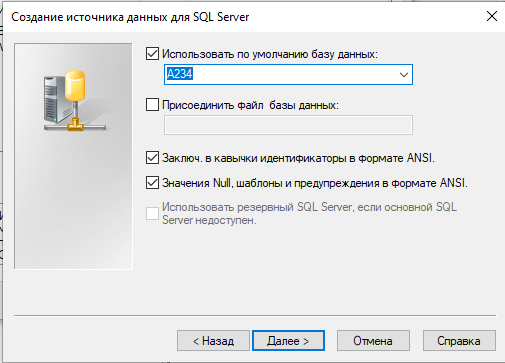 Создание источника данных для SQL Server
Использовать по умолчанию базу данных:
A234
Присоединить файл базы данных:
Заключ. в кавычки идентификаторы в формате ANSI.
Значения Null, шаблоны и предупреждения в формате ANSI.
Использовать резервный SQL Server, если основной SQL
Server недоступен.
< Назад
Далее >
Отмена
Справка